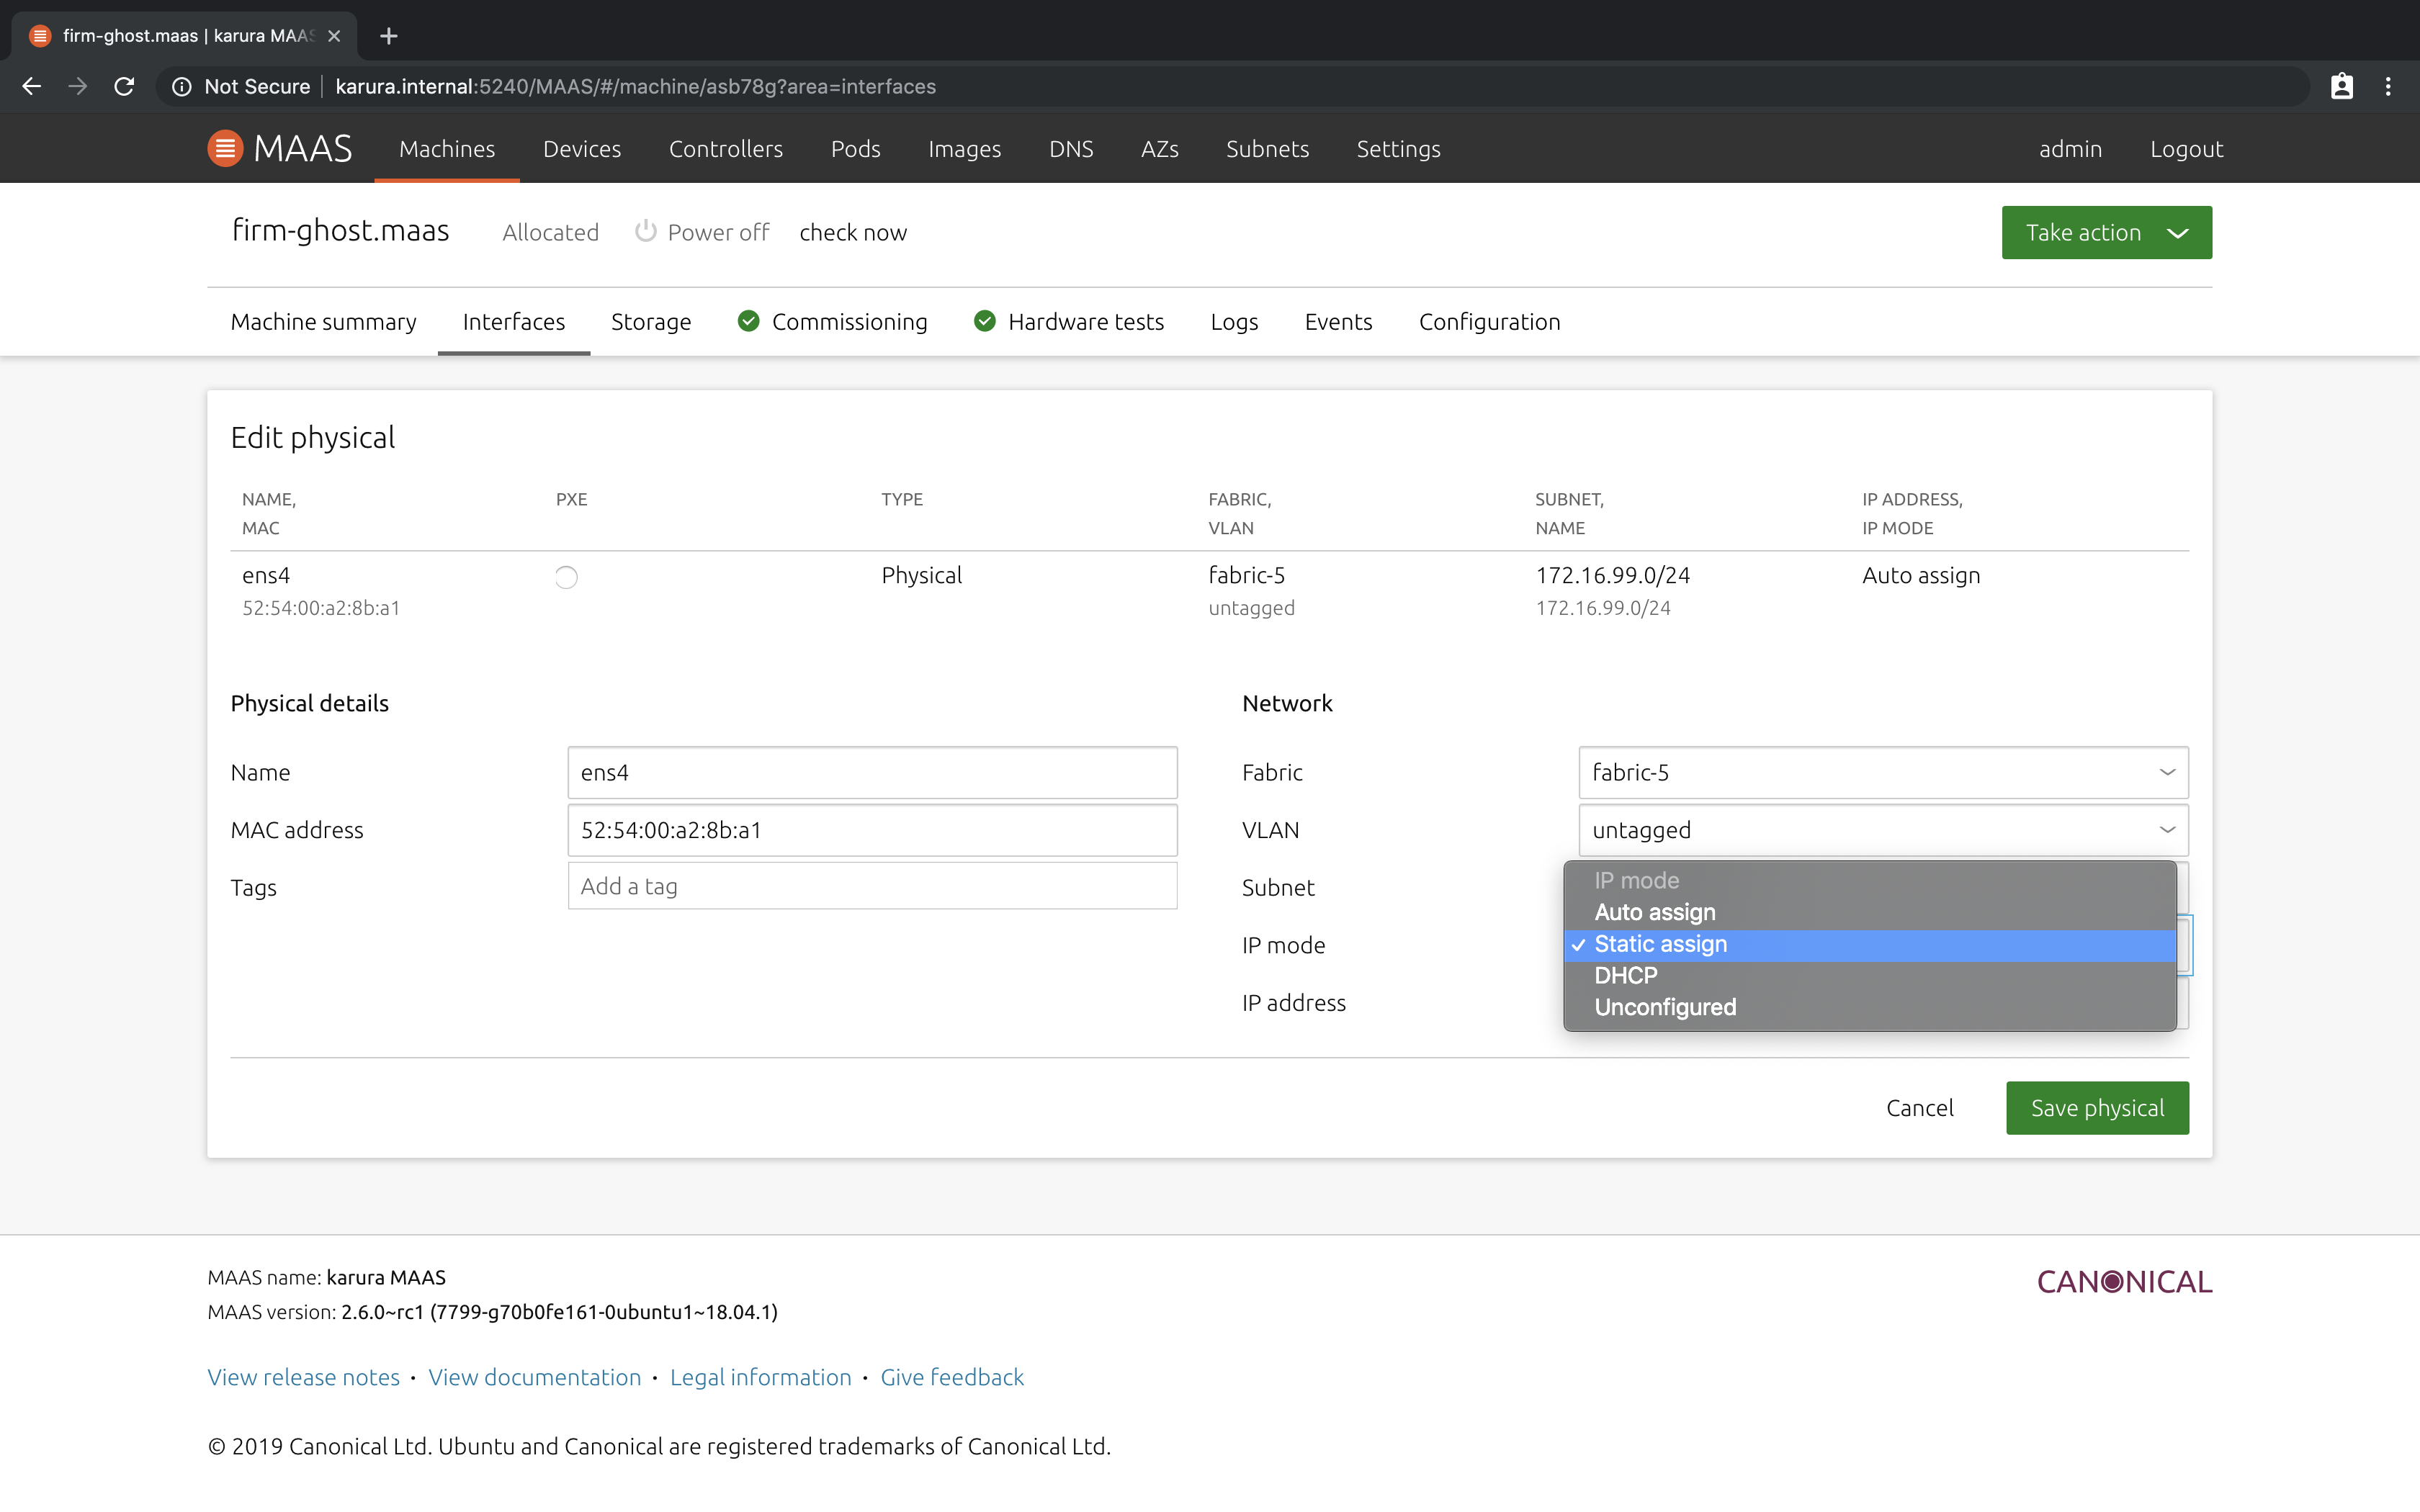 firm-ghost.maas | karura MAAS
Not Secure | karura.internal:5240/MAAS/#/machine/asb78g?area=interfaces
MAAS Machines Devices Controllers Pods Images DNS AZs Subnets Settings admin Logout
firm-ghost.maas Allocated Power off check now Take action
Machine summary Interfaces Storage Commissioning Hardware tests Logs Events Configuration
Edit physical
NAME, PXE TYPE FABRIC, SUBNET, IP ADDRESS,
MAC VLAN NAME IP MODE
ens4 Physical fabric-5 172.16.99.0/24 Auto assign
52:54:00:a2:8b:a1 untagged 172.16.99.0/24
Physical details
Name ens4
MAC address 52:54:00:a2:8b:a1
Tags Add a tag
Network
Fabric fabric-5
VLAN untagged
Subnet
IP mode
IP address
IP mode
Auto assign
✓ Static assign
DHCP
Unconfigured
Cancel Save physical
MAAS name: karura MAAS
MAAS version: 2.6.0~rc1 (7799-g70b0fe161-0ubuntu1~18.04.1)
CANONICAL
View release notes · View documentation · Legal information · Give feedback
© 2019 Canonical Ltd. Ubuntu and Canonical are registered trademarks of Canonical Ltd.